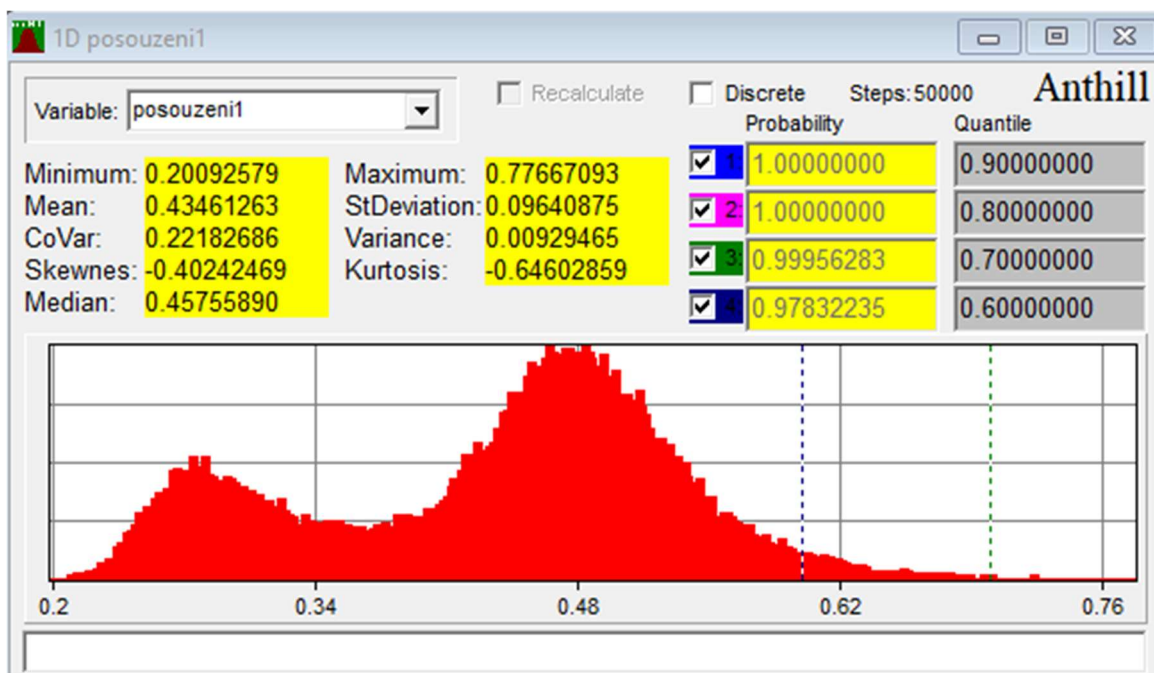 1D posouzeni1
Variable: posouzeni1
Recalculate
Discrete Steps: 50000 Anthill
Probability Quantile
Minimum: 0.20092579 Maximum: 0.77667093 1: 1.00000000 0.90000000
Mean: 0.43461263 StDeviation: 0.09640875 2: 1.00000000 0.80000000
CoVar: 0.22182686 Variance: 0.00929465 3: 0.99956283 0.70000000
Skewnes: -0.40242469 Kurtosis: -0.64602859 4: 0.97832235 0.60000000
Median: 0.45755890
0.2 0.34 0.48 0.62 0.76